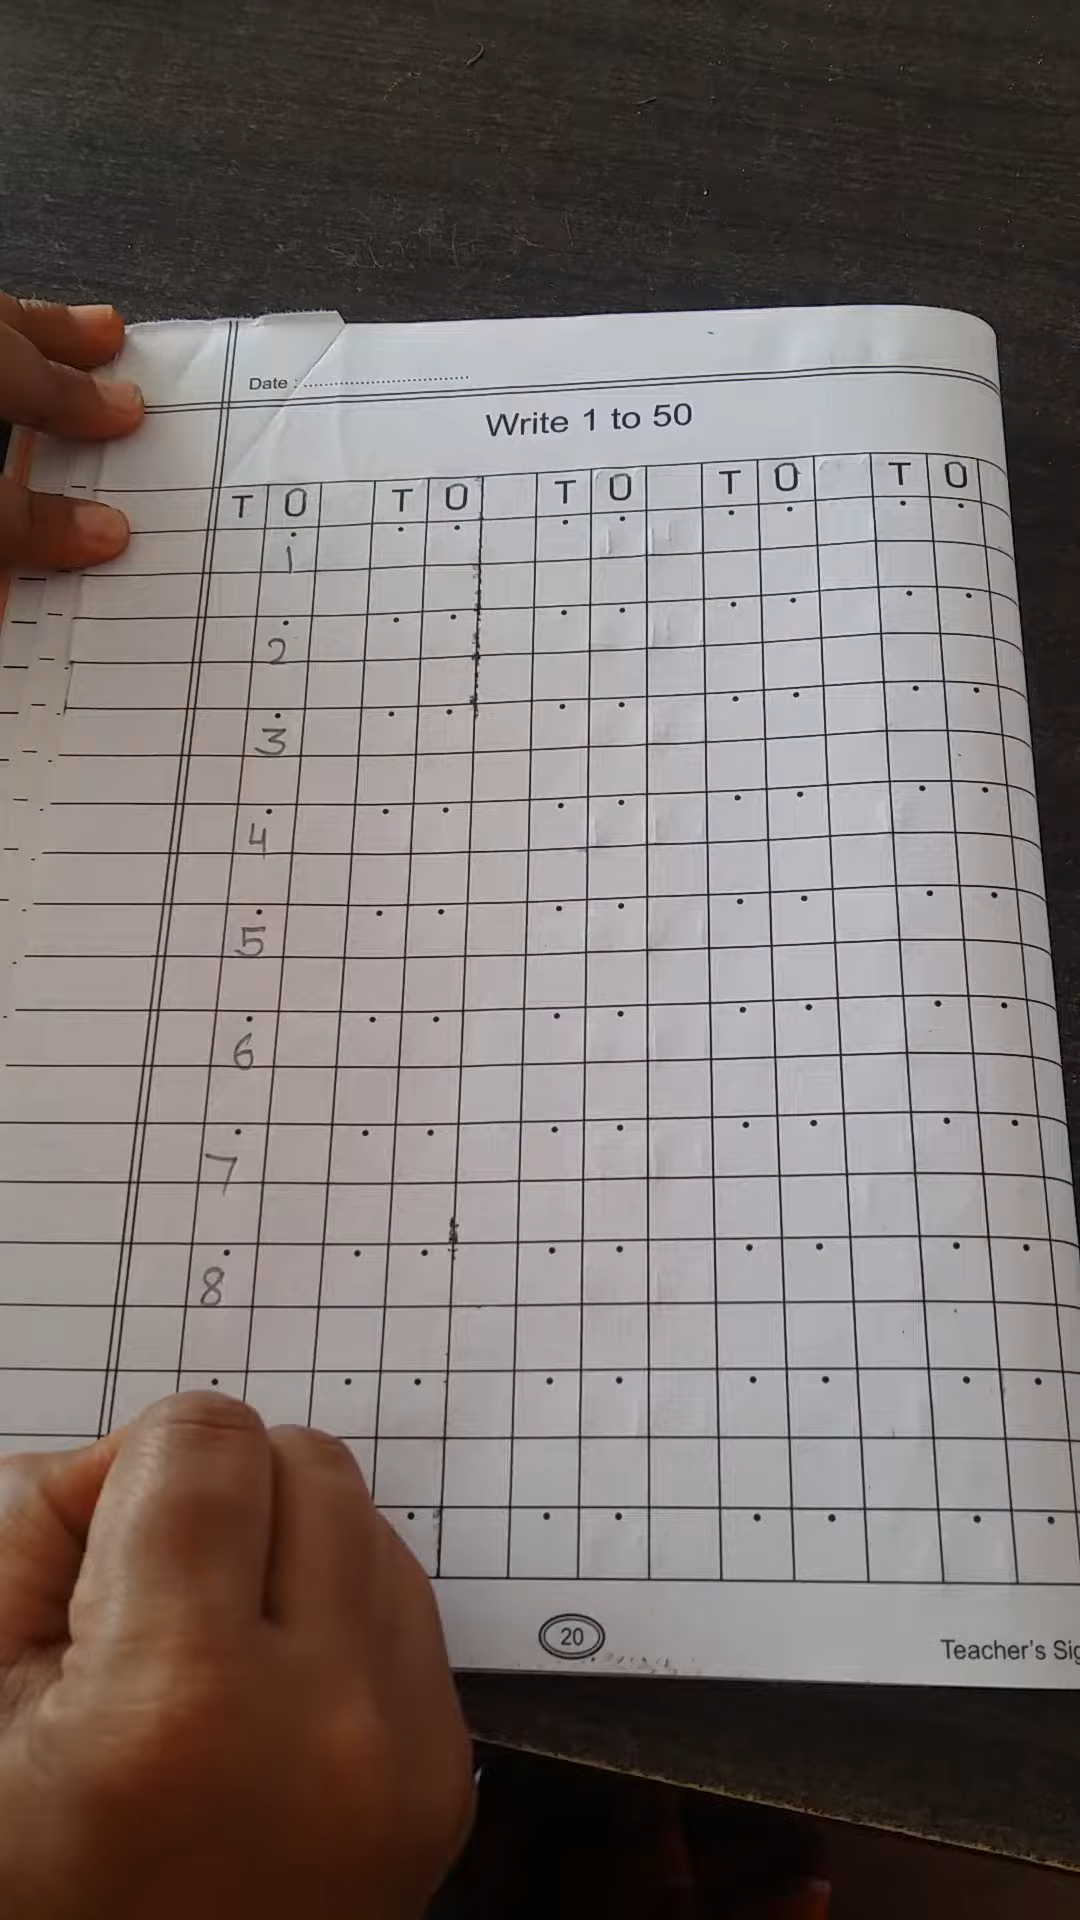 Date : ................................
Write 1 to 50
T O T O T O T O T O
1
2
3
4
5
6
7
8
20
Teacher's Sig